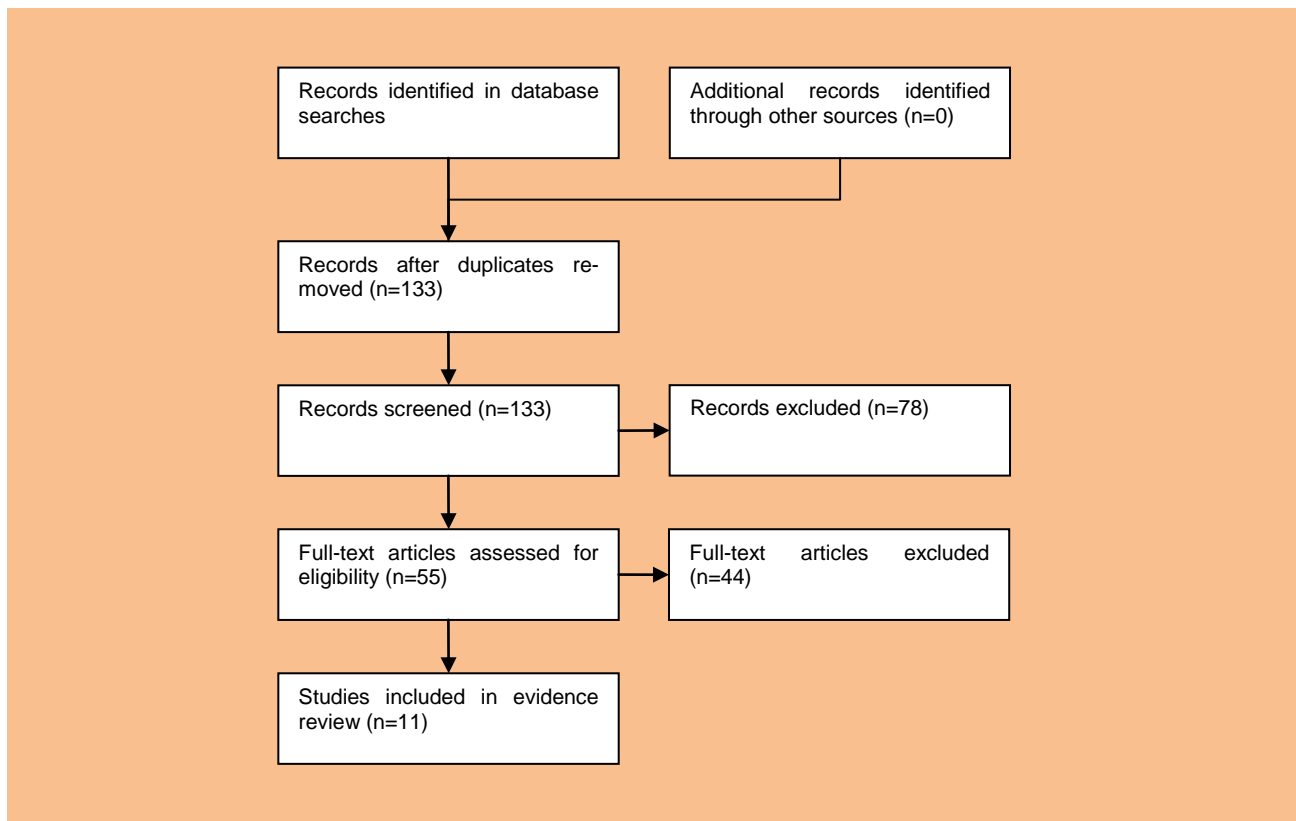 Records identified in database
searches
Additional records identified
through other sources (n=0)
Records after duplicates re-
moved (n=133)
Records screened (n=133)
Records excluded (n=78)
Full-text articles assessed for
eligibility (n=55)
Full-text articles excluded
(n=44)
Studies included in evidence
review (n=11)